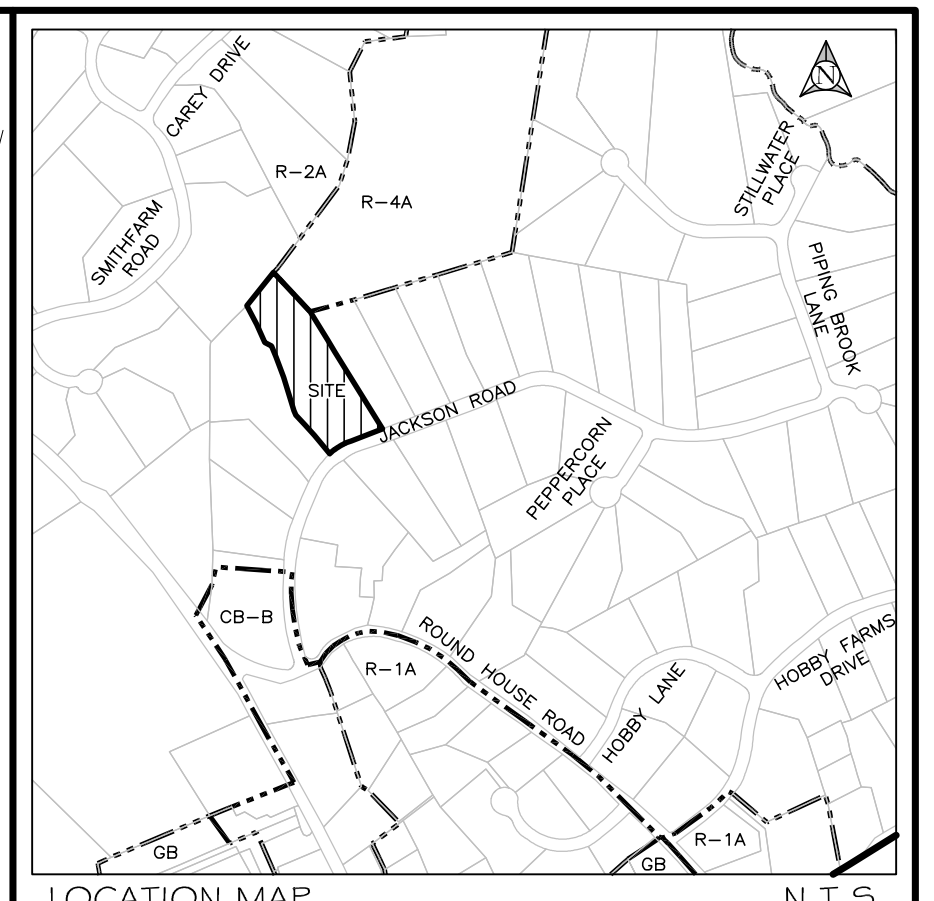 N
CAREY DRIVE
R-2A
R-4A
STILLWATER
PLACE
SMITHFARM
ROAD
PIPING BROOK
LANE
SITE
JACKSON ROAD
PEPPERCORN
PLACE
CB-B
ROUND HOUSE ROAD
R-1A
HOBBY FARMS
DRIVE
HOBBY LANE
R-1A
GB
GB
LOCATION MAP
N.T.S.